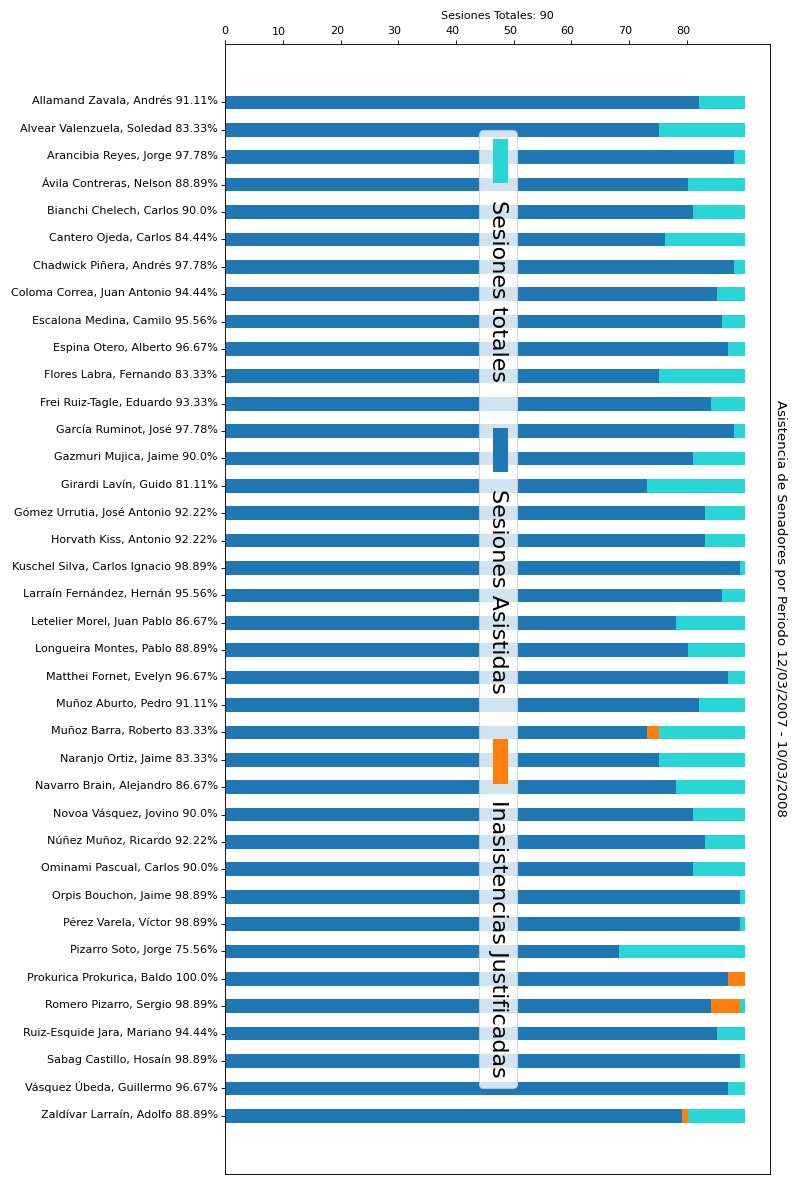 Sesiones Totales: 90
0 10 20 30 40 50 60 70 80
Allamand Zavala, Andrés 91.11%
Alvear Valenzuela, Soledad 83.33%
Arancibia Reyes, Jorge 97.78%
Ávila Contreras, Nelson 88.89%
Bianchi Chelech, Carlos 90.0%
Cantero Ojeda, Carlos 84.44%
Chadwick Piñera, Andrés 97.78%
Coloma Correa, Juan Antonio 94.44%
Escalona Medina, Camilo 95.56%
Espina Otero, Alberto 96.67%
Flores Labra, Fernando 83.33%
Frei Ruiz-Tagle, Eduardo 93.33%
García Ruminot, José 97.78%
Gazmuri Mujica, Jaime 90.0%
Girardi Lavín, Guido 81.11%
Gómez Urrutia, José Antonio 92.22%
Horvath Kiss, Antonio 92.22%
Kuschel Silva, Carlos Ignacio 98.89%
Larraín Fernández, Hernán 95.56%
Letelier Morel, Juan Pablo 86.67%
Longueira Montes, Pablo 88.89%
Matthei Fornet, Evelyn 96.67%
Muñoz Aburto, Pedro 91.11%
Muñoz Barra, Roberto 83.33%
Naranjo Ortiz, Jaime 83.33%
Navarro Brain, Alejandro 86.67%
Novoa Vásquez, Jovino 90.0%
Núñez Muñoz, Ricardo 92.22%
Ominami Pascual, Carlos 90.0%
Orpis Bouchon, Jaime 98.89%
Pérez Varela, Víctor 98.89%
Pizarro Soto, Jorge 75.56%
Prokurica Prokurica, Baldo 100.0%
Romero Pizarro, Sergio 98.89%
Ruiz-Esquide Jara, Mariano 94.44%
Sabag Castillo, Hosaín 98.89%
Vásquez Úbeda, Guillermo 96.67%
Zaldívar Larraín, Adolfo 88.89%
Sesiones totales
Sesiones Asistidas
Inasistencias Justificadas
Asistencia de Senadores por Periodo 12/03/2007 - 10/03/2008